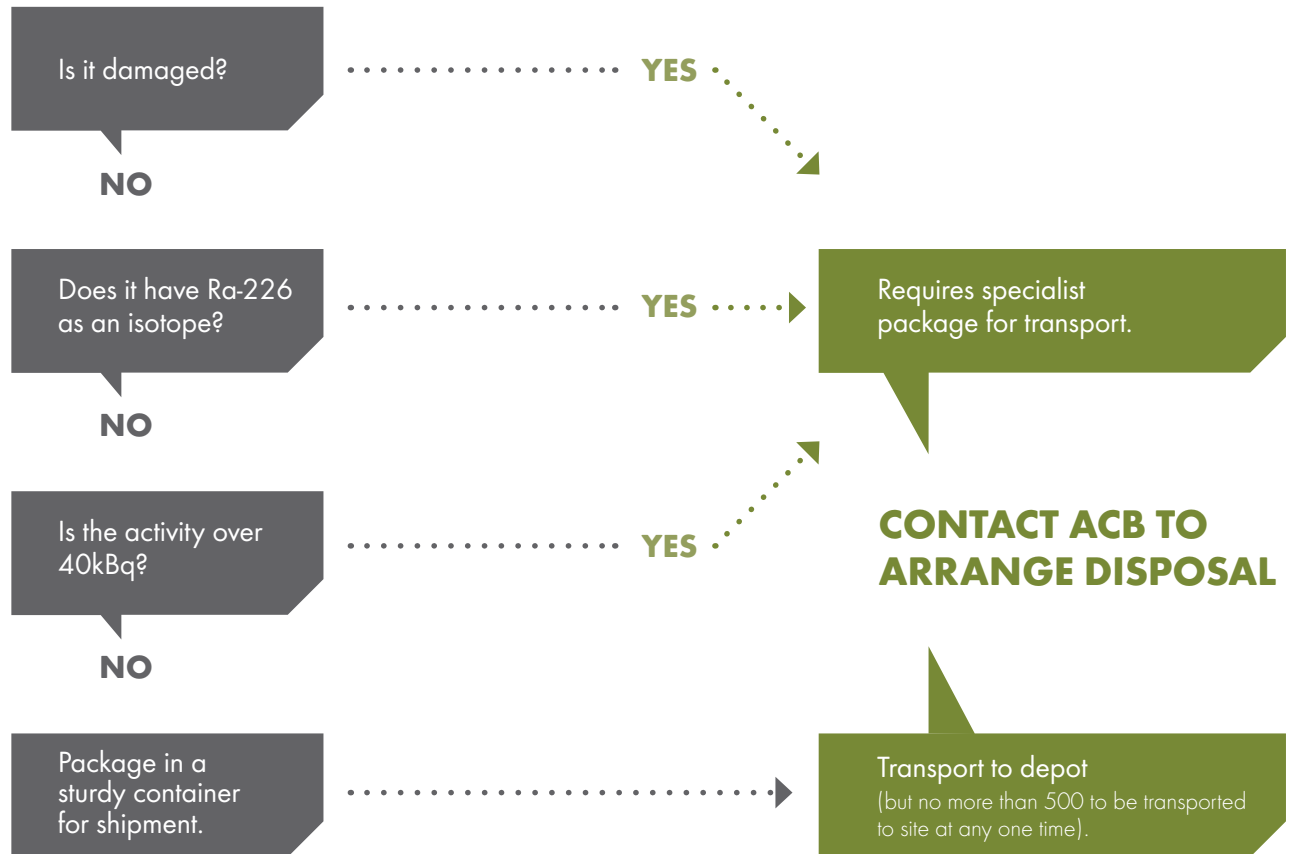 Is it damaged?
YES
NO
Does it have Ra-226
as an isotope?
YES
Requires specialist
package for transport.
NO
Is the activity over
40kBq?
YES
CONTACT ACB TO
ARRANGE DISPOSAL
NO
Package in a
sturdy container
for shipment.
Transport to depot
(but no more than 500 to be transported
to site at any one time).